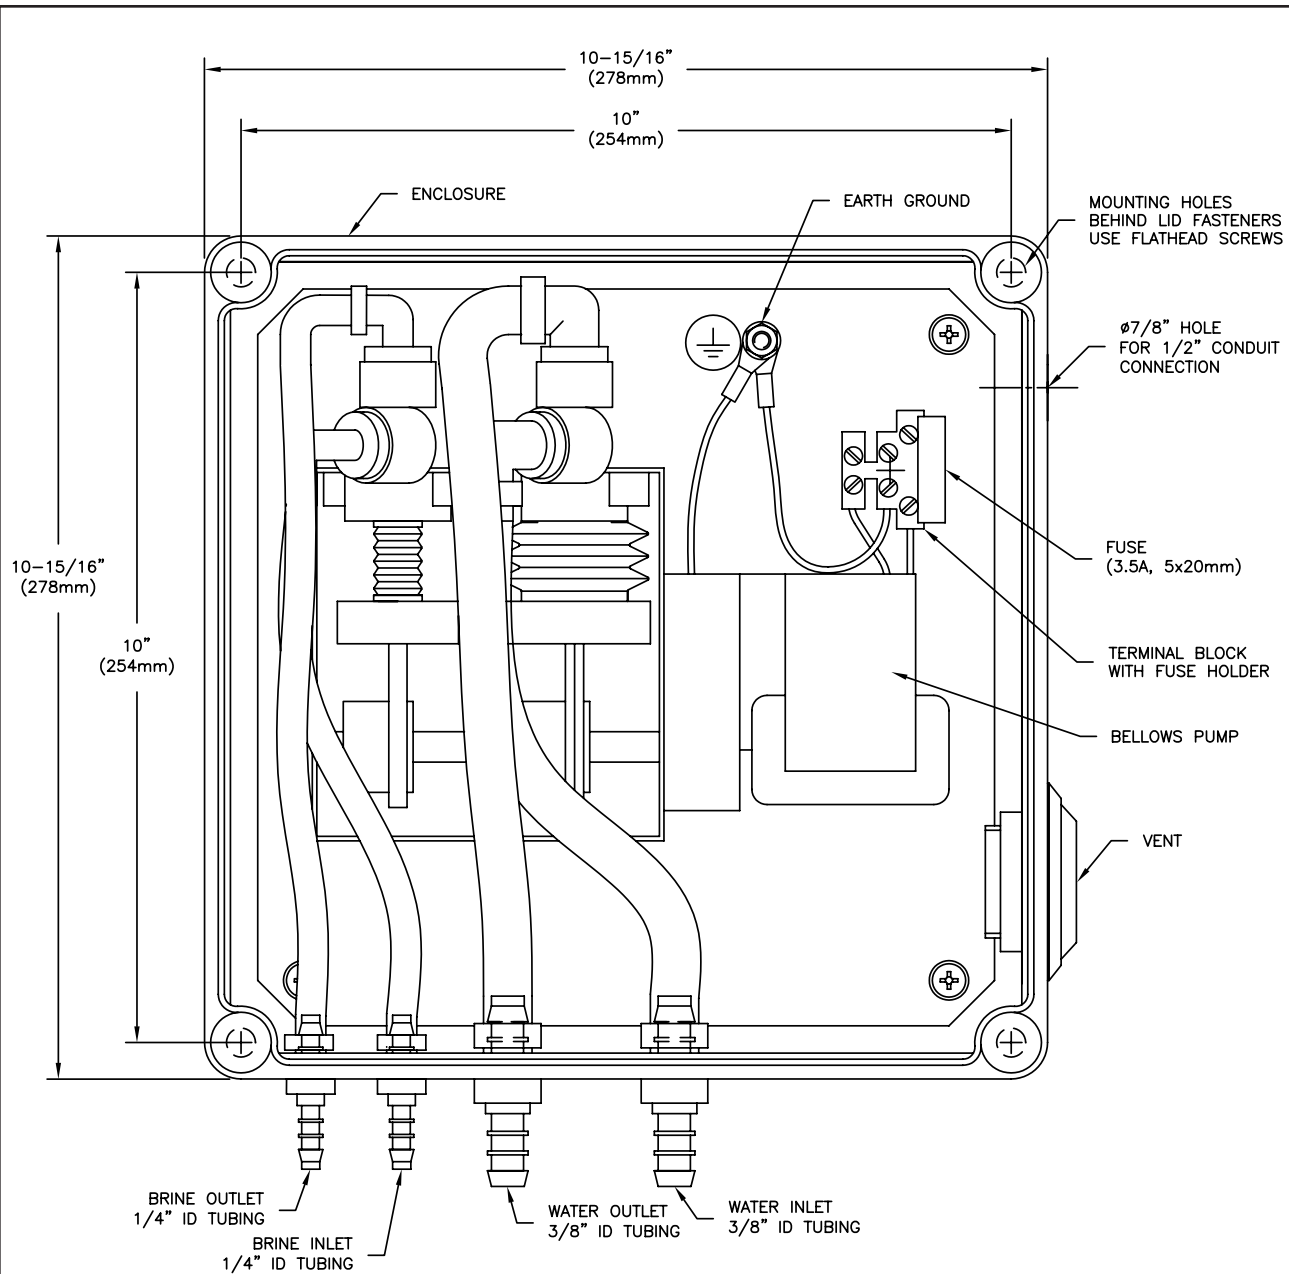 10-15/16"
(278mm)
10"
(254mm)
ENCLOSURE
EARTH GROUND
MOUNTING HOLES
BEHIND LID FASTENERS
USE FLATHEAD SCREWS
ø7/8" HOLE
FOR 1/2" CONDUIT
CONNECTION
10-15/16"
(278mm)
10"
(254mm)
FUSE
(3.5A, 5x20mm)
TERMINAL BLOCK
WITH FUSE HOLDER
BELLOWS PUMP
VENT
BRINE OUTLET
1/4" ID TUBING
BRINE INLET
1/4" ID TUBING
WATER OUTLET
3/8" ID TUBING
WATER INLET
3/8" ID TUBING